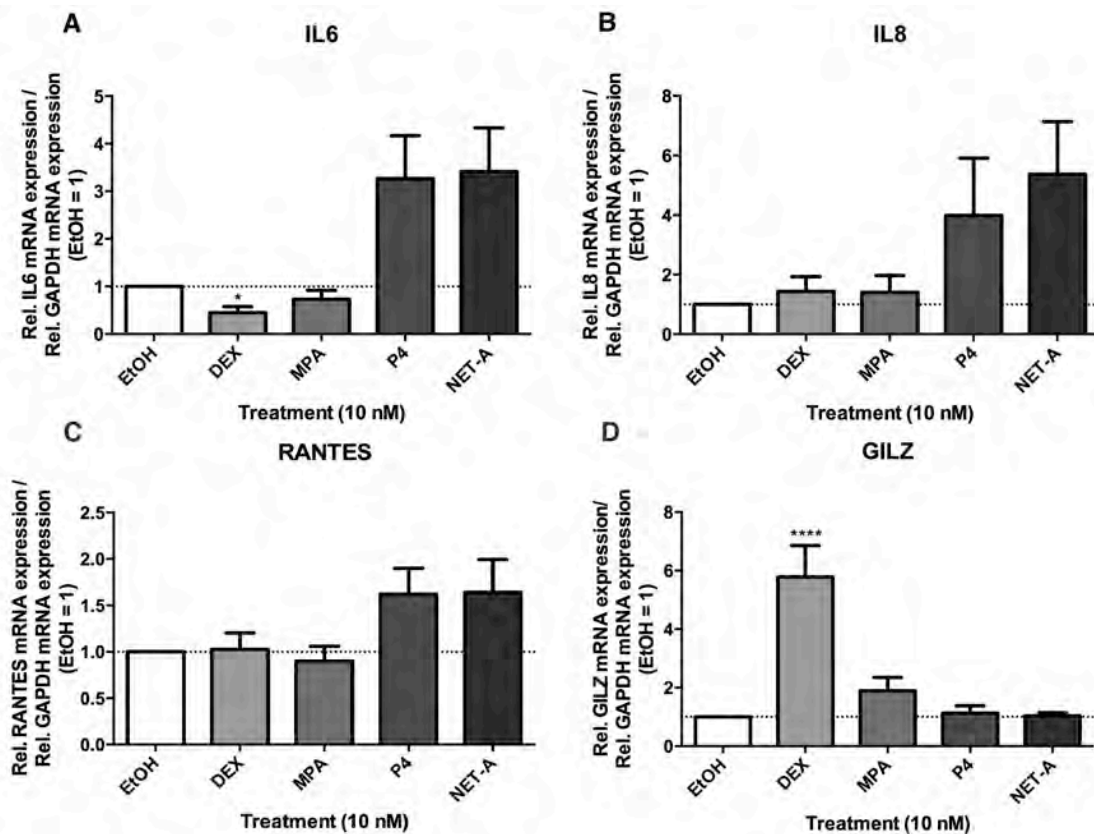 A
IL6
Rel. IL6 mRNA expression /
Rel. GAPDH mRNA expression
(EtOH = 1)
5
4
3
2
1
0
*
EtOH
DEX
MPA
P4
NET-A
Treatment (10 nM)
B
IL8
Rel. IL8 mRNA expression /
Rel. GAPDH mRNA expression
(EtOH = 1)
8
6
4
2
0
EtOH
DEX
MPA
P4
NET-A
Treatment (10 nM)
C
RANTES
Rel. RANTES mRNA expression /
Rel. GAPDH mRNA expression
(EtOH = 1)
2.5
2.0
1.5
1.0
0.5
0.0
EtOH
DEX
MPA
P4
NET-A
Treatment (10 nM)
D
GILZ
Rel. GILZ mRNA expression/
Rel. GAPDH mRNA expression
(EtOH = 1)
8
6
4
2
0
****
EtOH
DEX
MPA
P4
NET-A
Treatment (10 nM)